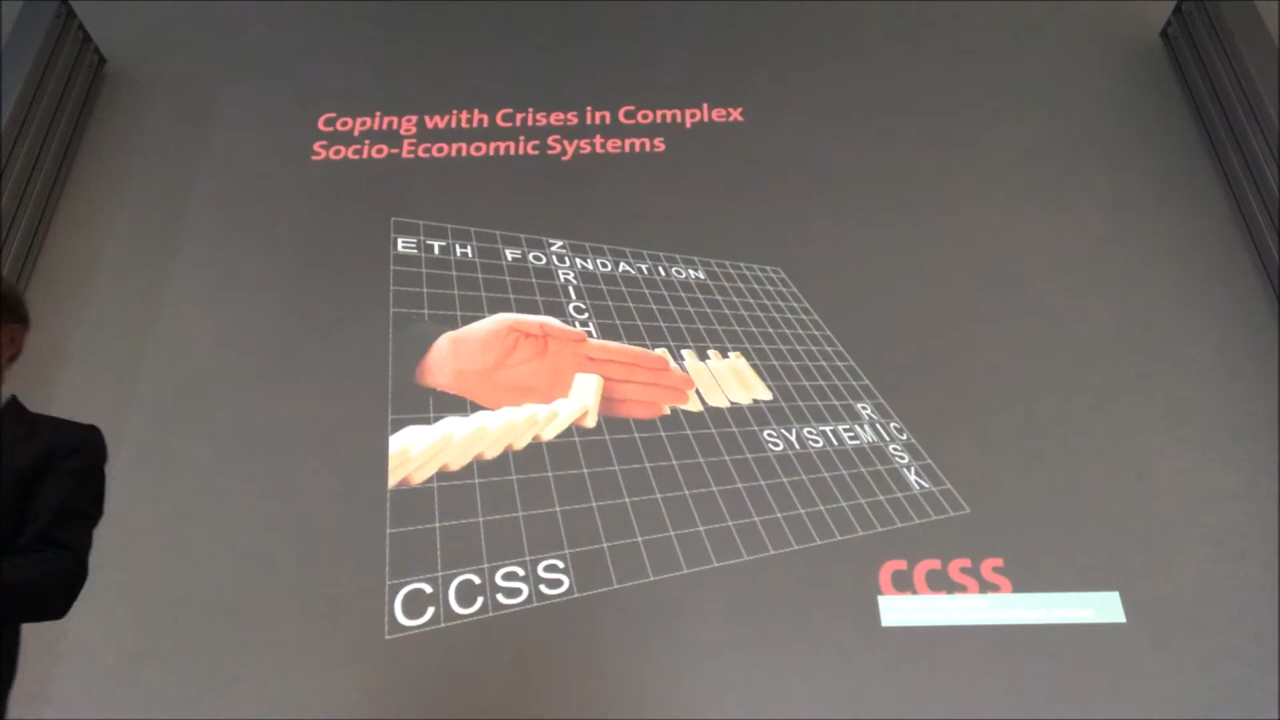 Coping with Crises in Complex
Socio-Economic Systems
ETH FOUNDATION
ZURICH
SYSTEMIC
RISK
CCSS
CCSS